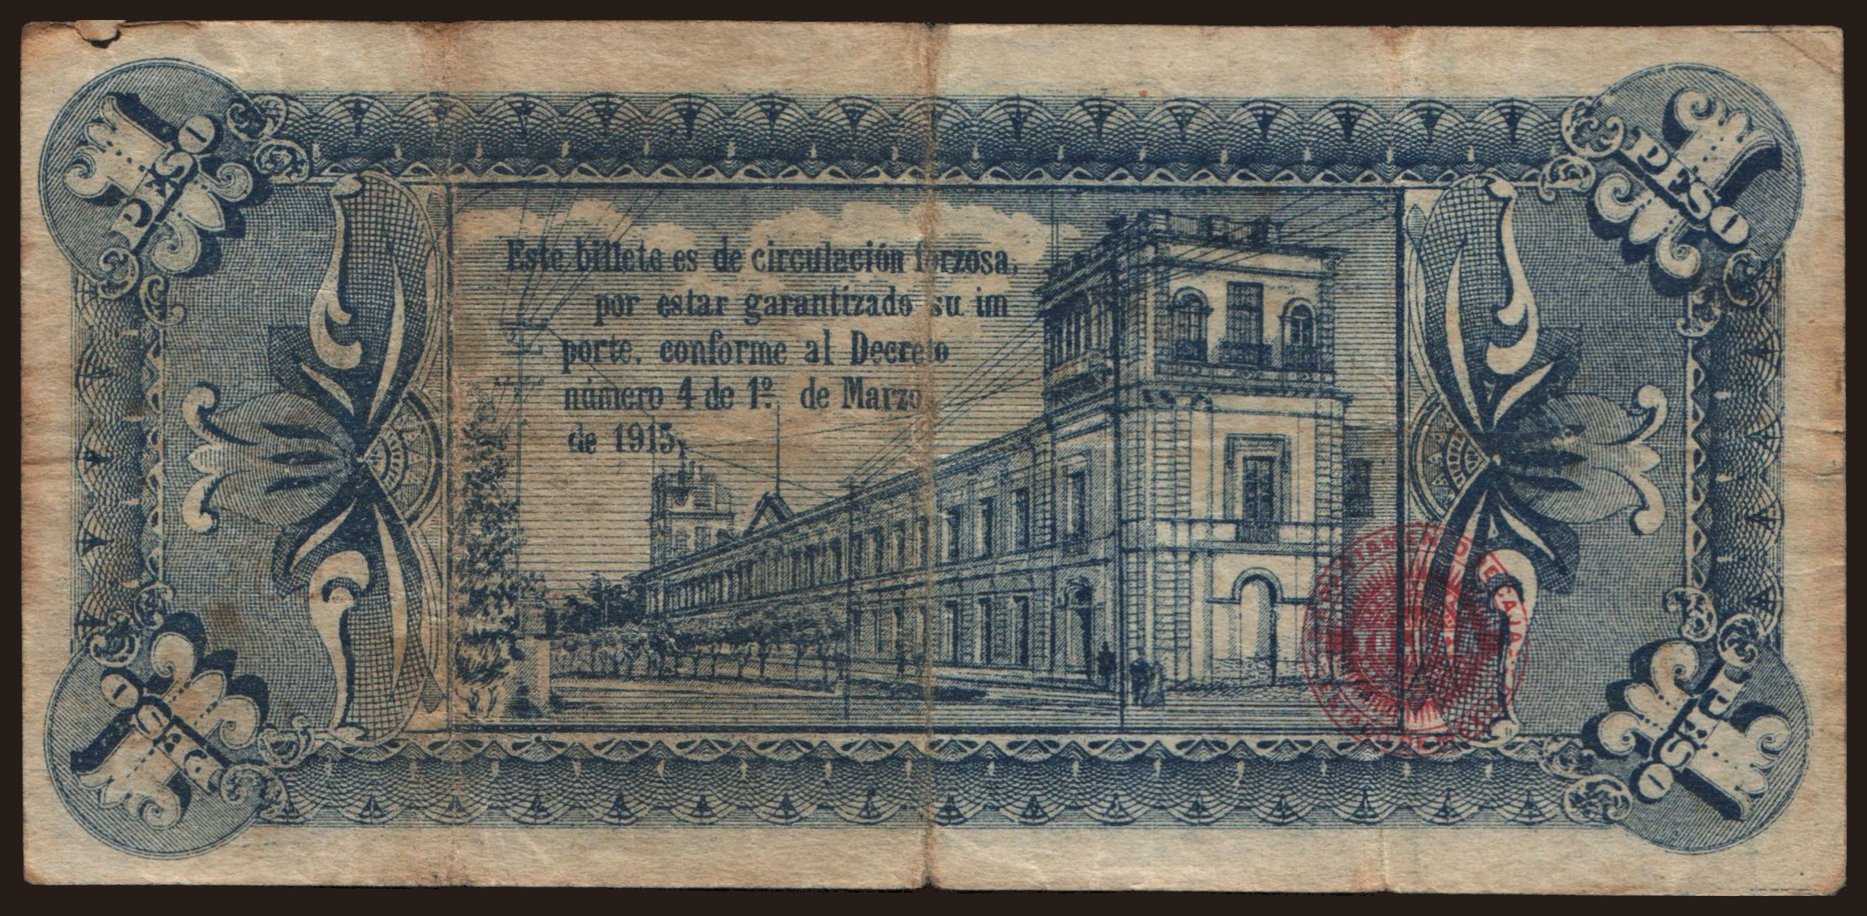 1 PESO
1 PESO
Este billete es de circulación forzosa,
por estar garantizado su im
porte, conforme al Decreto
número 4 de 1º. de Marzo
de 1915.
1 PESO
1 PESO